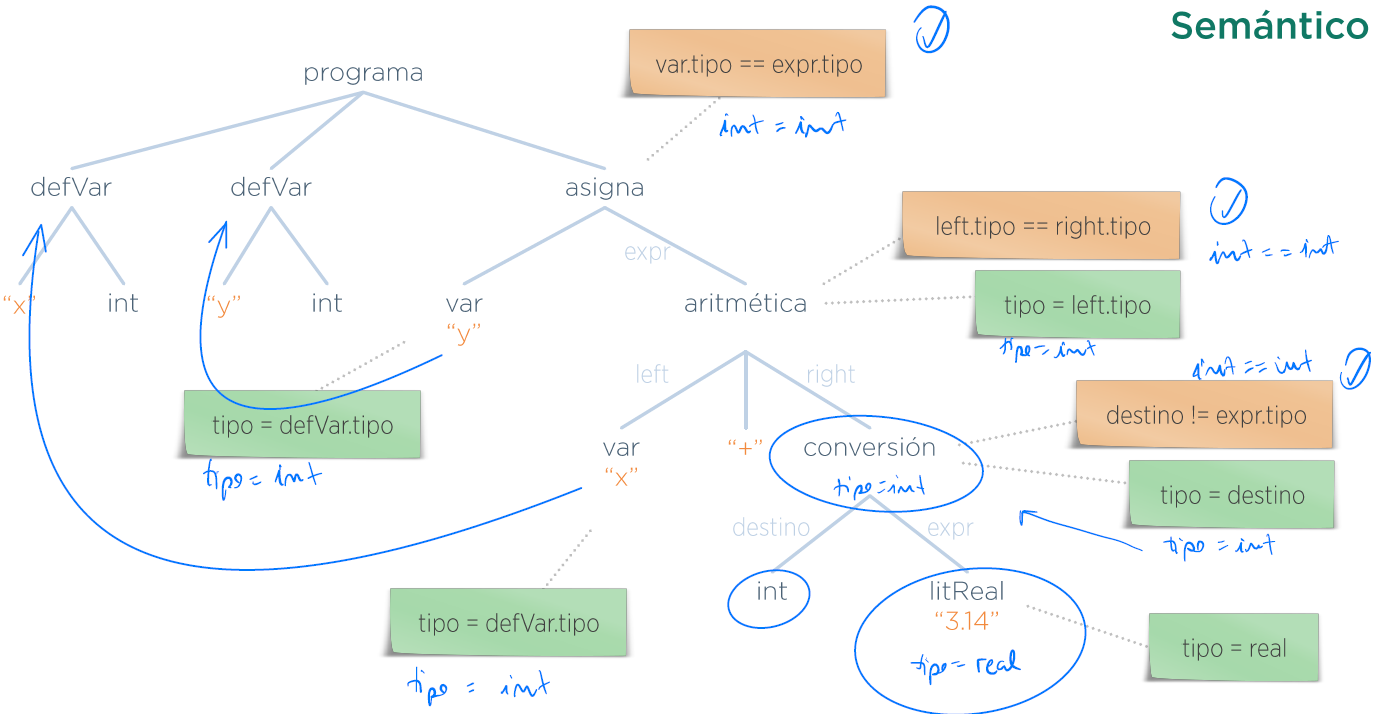 Semántico
var.tipo == expr.tipo
int = int
programa
defVar
defVar
asigna
left.tipo == right.tipo
int == int
expr
"x"
int
"y"
int
var
"y"
aritmética
tipo = left.tipo
tipo = int
int == int
left
right
destino != expr.tipo
tipo = defVar.tipo
tipo = int
var
"x"
"+"
conversión
tipo = int
tipo = destino
tipo = int
destino
expr
int
litReal
"3.14"
tipo = real
tipo = defVar.tipo
tipo = int
tipo = real